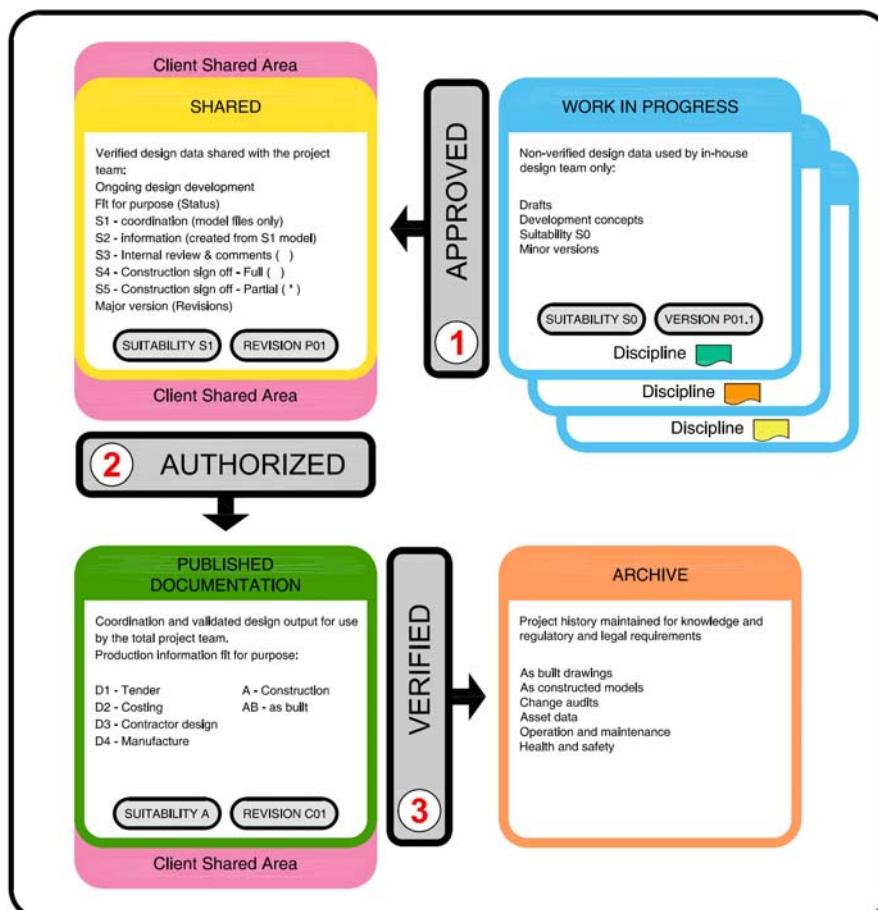 Client Shared Area
SHARED
Verified design data shared with the project
team:
Ongoing design development
Fit for purpose (Status)
S1 - coordination (model files only)
S2 - information (created from S1 model)
S3 - Internal review & comments ( )
S4 - Construction sign off - Full ( )
S5 - Construction sign off - Partial ( * )
Major version (Revisions)
SUITABILITY S1
REVISION P01
Client Shared Area
APPROVED
1
WORK IN PROGRESS
Non-verified design data used by in-house
design team only:
Drafts
Development concepts
Suitability S0
Minor versions
SUITABILITY S0
VERSION P01.1
Discipline
Discipline
Discipline
2
AUTHORIZED
PUBLISHED
DOCUMENTATION
Coordination and validated design output for use
by the total project team.
Production information fit for purpose:
D1 - Tender
D2 - Costing
D3 - Contractor design
D4 - Manufacture
A - Construction
AB - as built
SUITABILITY A
REVISION C01
Client Shared Area
VERIFIED
3
ARCHIVE
Project history maintained for knowledge and
regulatory and legal requirements
As built drawings
As constructed models
Change audits
Asset data
Operation and maintenance
Health and safety